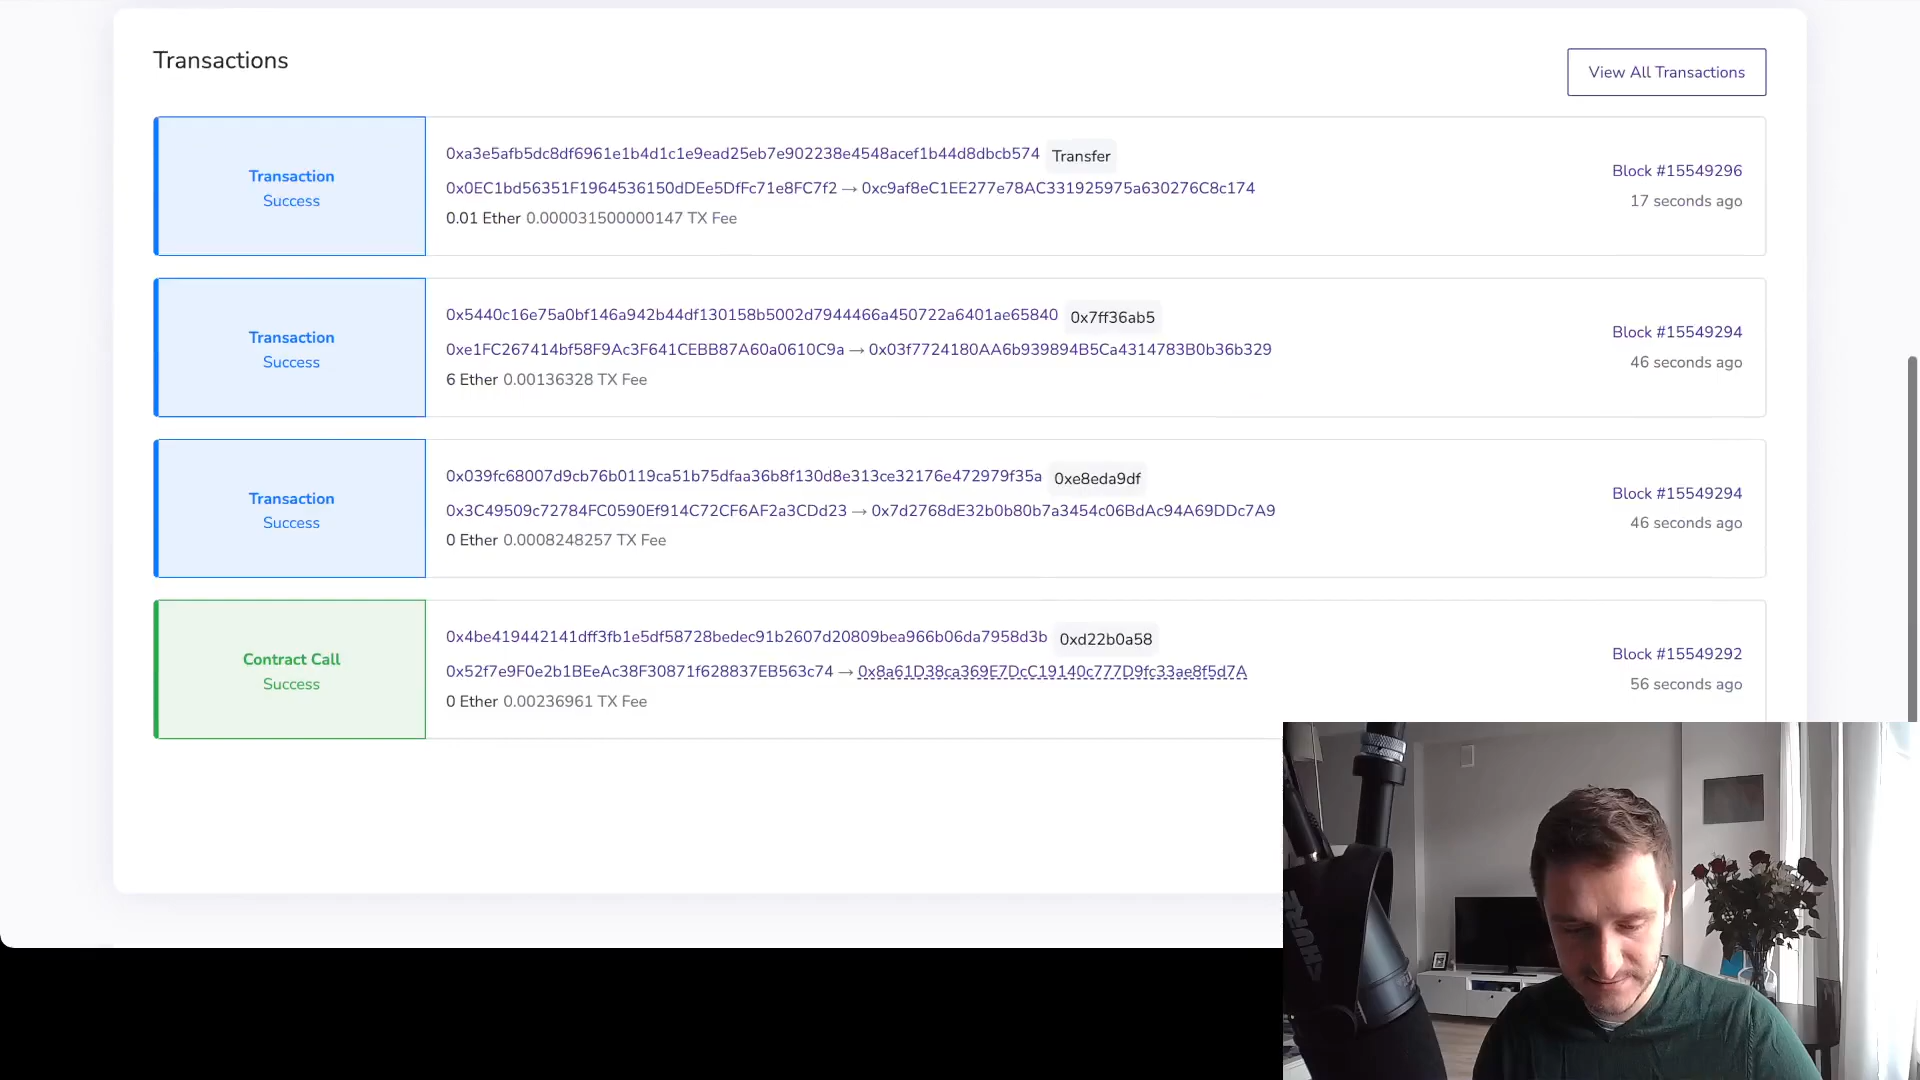 Transactions
View All Transactions
Transaction
Success
0xa3e5afb5dc8df6961e1b4d1c1e9ead25eb7e902238e4548acef1b44d8dbcb574 Transfer
0x0EC1bd56351F1964536150dDEe5DfFc71e8FC7f2 → 0xc9af8eC1EE277e78AC331925975a630276C8c174
0.01 Ether 0.000031500000147 TX Fee
Block #15549296
17 seconds ago
Transaction
Success
0x5440c16e75a0bf146a942b44df130158b5002d7944466a450722a6401ae65840 0x7ff36ab5
0xe1FC267414bf58F9Ac3F641CEBB87A60a0610C9a → 0x03f7724180AA6b939894B5Ca4314783B0b36b329
6 Ether 0.00136328 TX Fee
Block #15549294
46 seconds ago
Transaction
Success
0x039fc68007d9cb76b0119ca51b75dfaa36b8f130d8e313ce32176e472979f35a 0xe8eda9df
0x3C49509c72784FC0590Ef914C72CF6AF2a3CDd23 → 0x7d2768dE32b0b80b7a3454c06BdAc94A69DDc7A9
0 Ether 0.0008248257 TX Fee
Block #15549294
46 seconds ago
Contract Call
Success
0x4be419442141dff3fb1e5df58728bedec91b2607d20809bea966b06da7958d3b 0xd22b0a58
0x52f7e9F0e2b1BEeAc38F30871f628837EB563c74 → 0x8a61D38ca369E7DcC19140c777D9fc33ae8f5d7A
0 Ether 0.00236961 TX Fee
Block #15549292
56 seconds ago